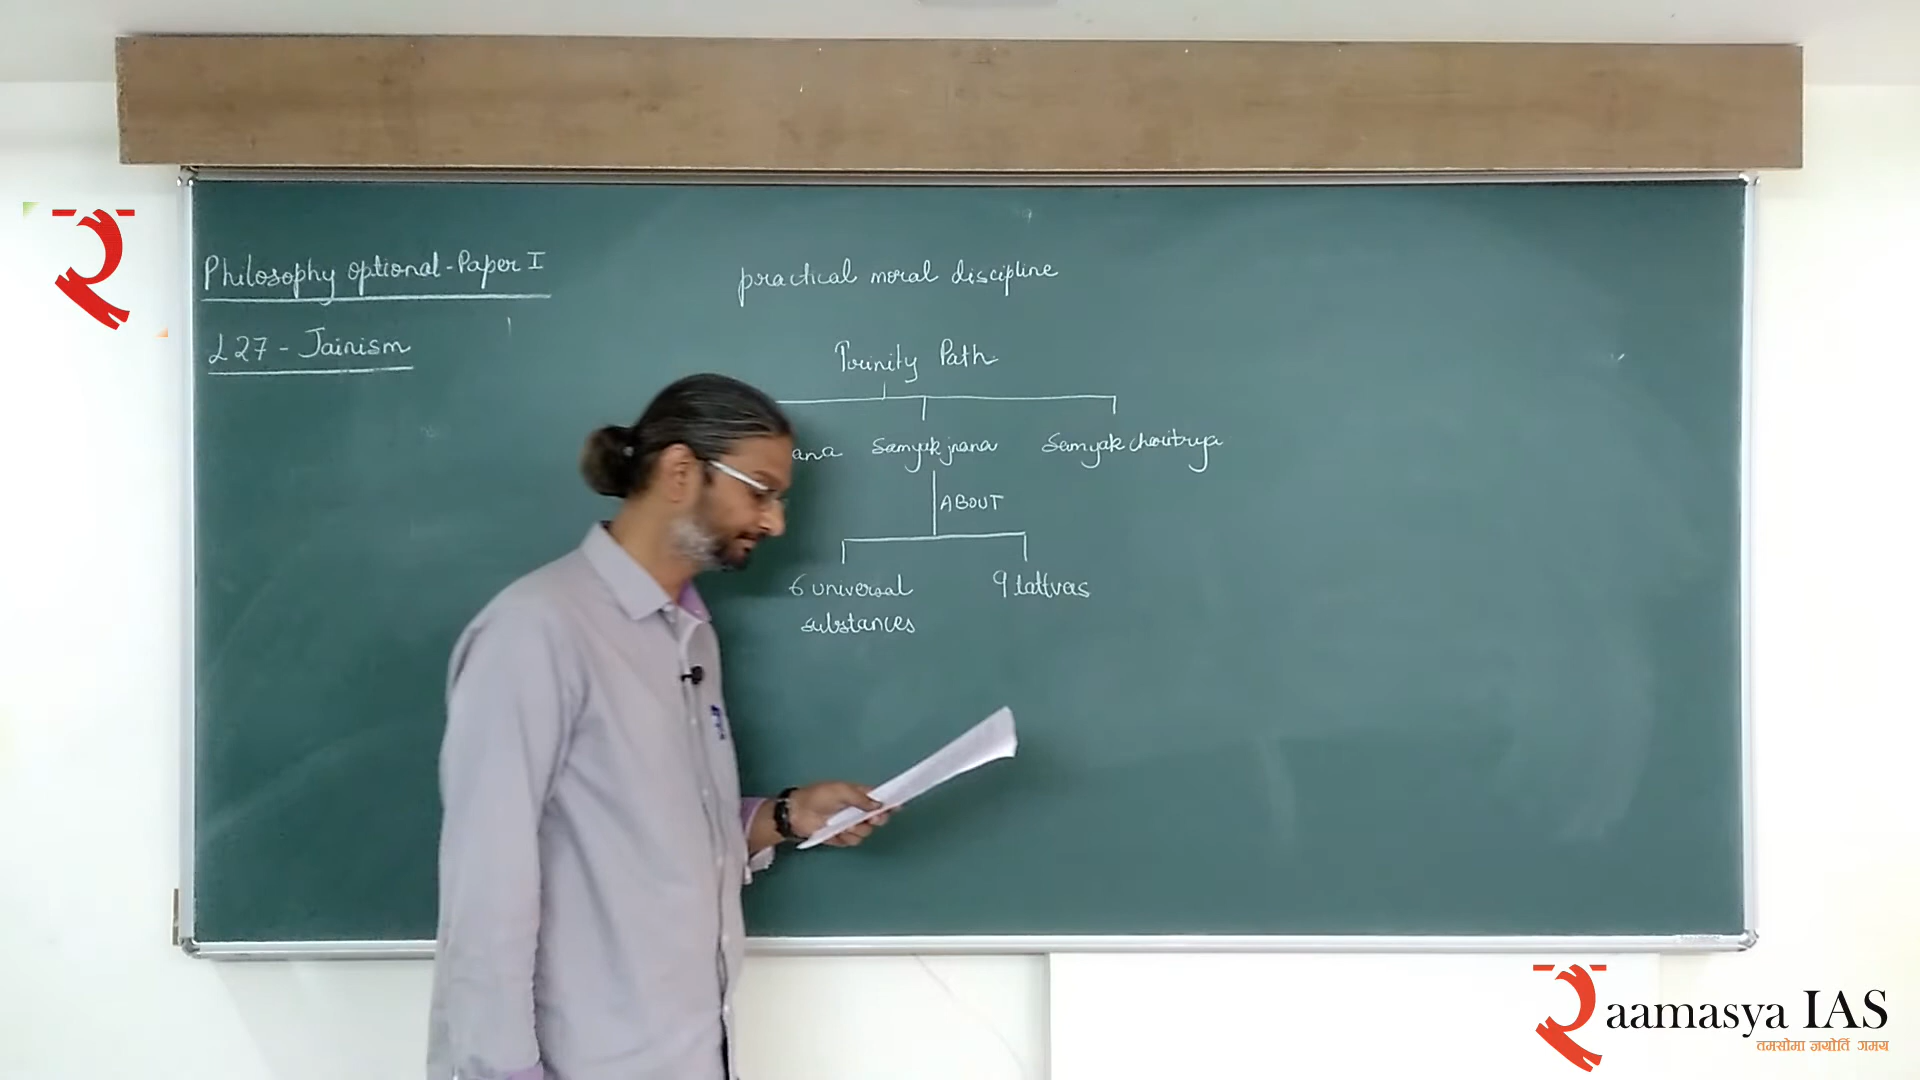 Philosophy optional - Paper I
L27 - Jainism
practical moral discipline
Trinity Path
ana Samyak jnana Samyak charitrya
ABOUT
6 universal 9 tattvas
substances
aamasya IAS
तमसोमा ज्योर्ति गमय